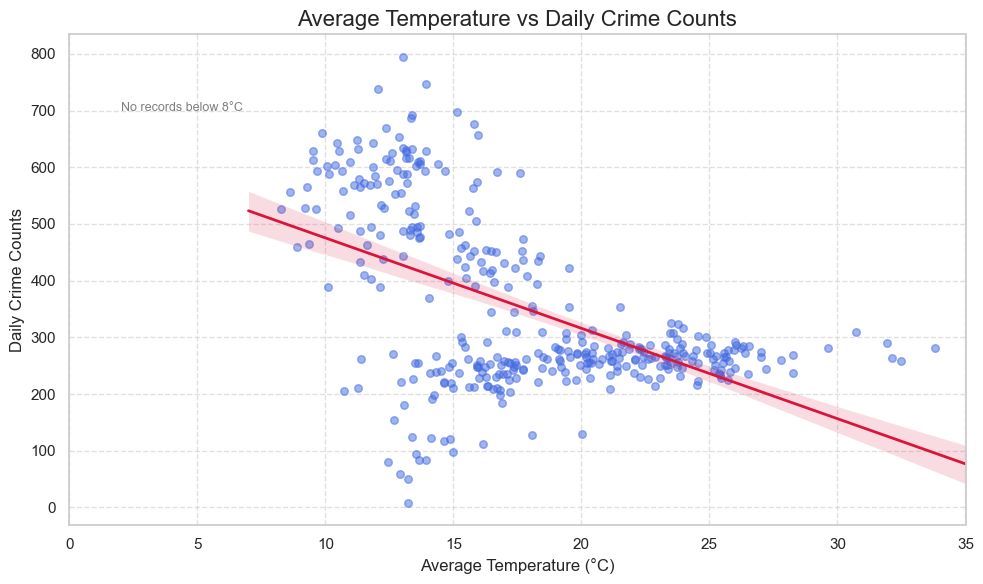 Average Temperature vs Daily Crime Counts
800
No records below 8°C
700
600
500
400
300
200
100
0
Daily Crime Counts
0 5 10 15 20 25 30 35
Average Temperature (°C)